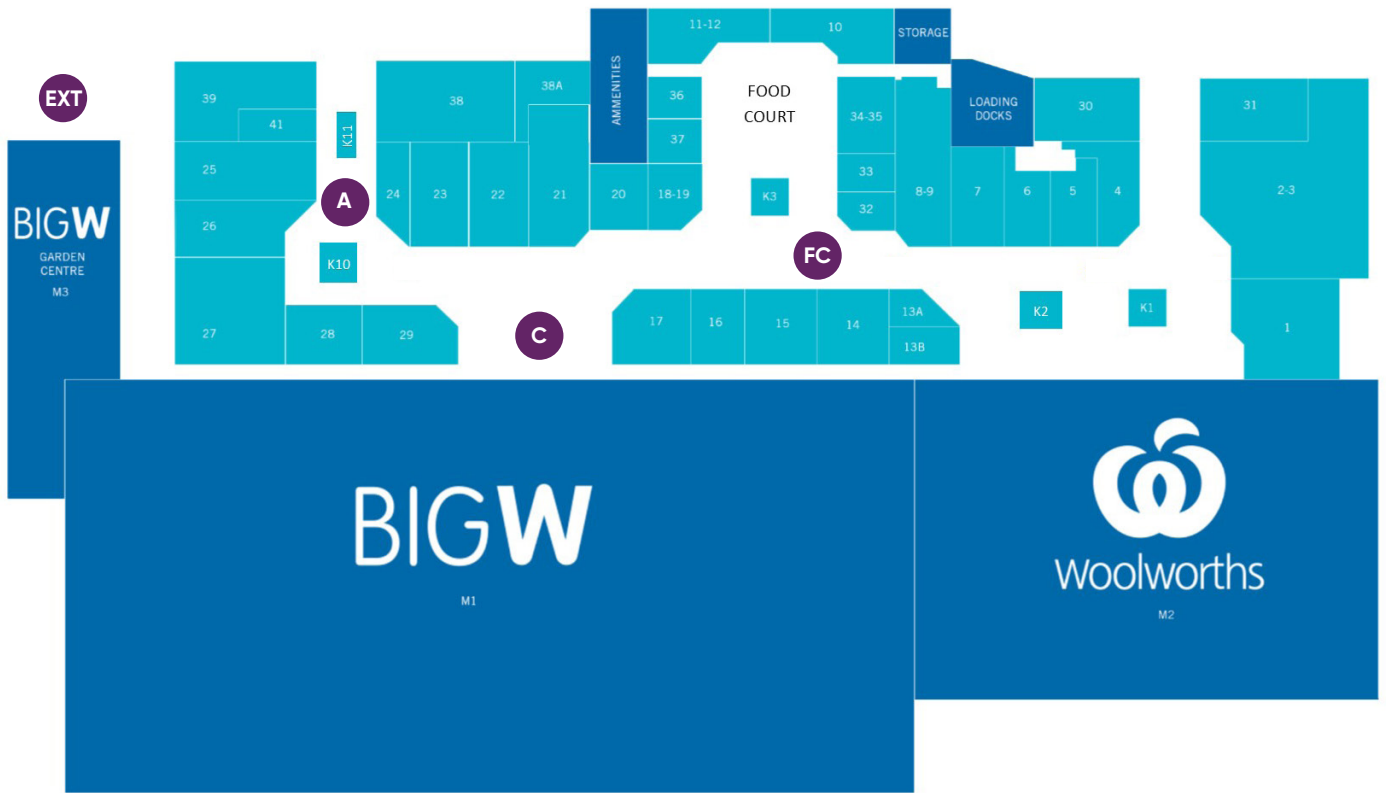 11-12
10
STORAGE
AMMENITIES
FOOD
COURT
EXT
39
41
K11
38
38A
36
37
34-35
LOADING
DOCKS
30
31
25
A
24
23
22
21
20
18-19
K3
33
32
8-9
7
6
5
4
2-3
BIGW
GARDEN
CENTRE
M3
26
K10
FC
27
28
29
C
17
16
15
14
13A
13B
K2
K1
1
BIGW
M1
Woolworths
M2